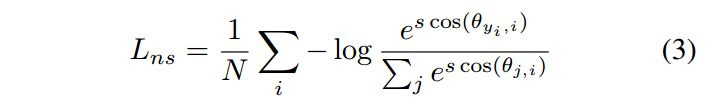 L_{ns} = \frac{1}{N} \sum_{i} -\log \frac{e^{s \cos(\theta_{y_i,i})}}{\sum_{j} e^{s \cos(\theta_{j,i})}} (3)